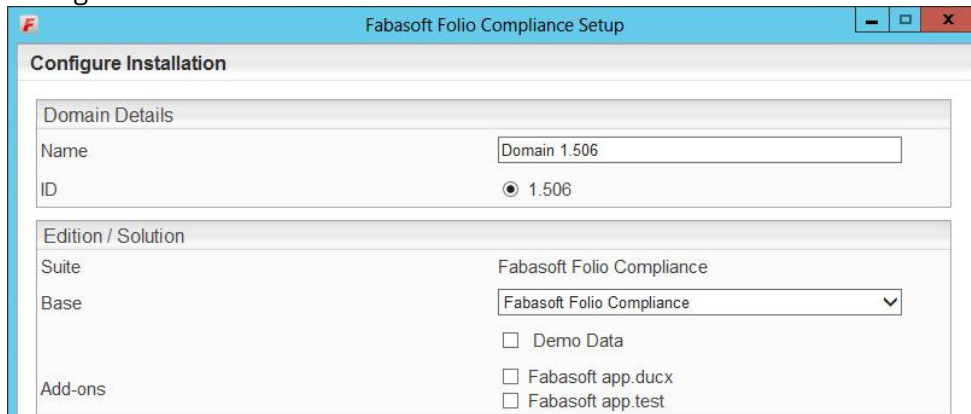 Fabasoft Folio Compliance Setup
Configure Installation
Domain Details
Name Domain 1.506
ID 1.506
Edition / Solution
Suite Fabasoft Folio Compliance
Base Fabasoft Folio Compliance
Demo Data
Add-ons
Fabasoft app.ducx
Fabasoft app.test